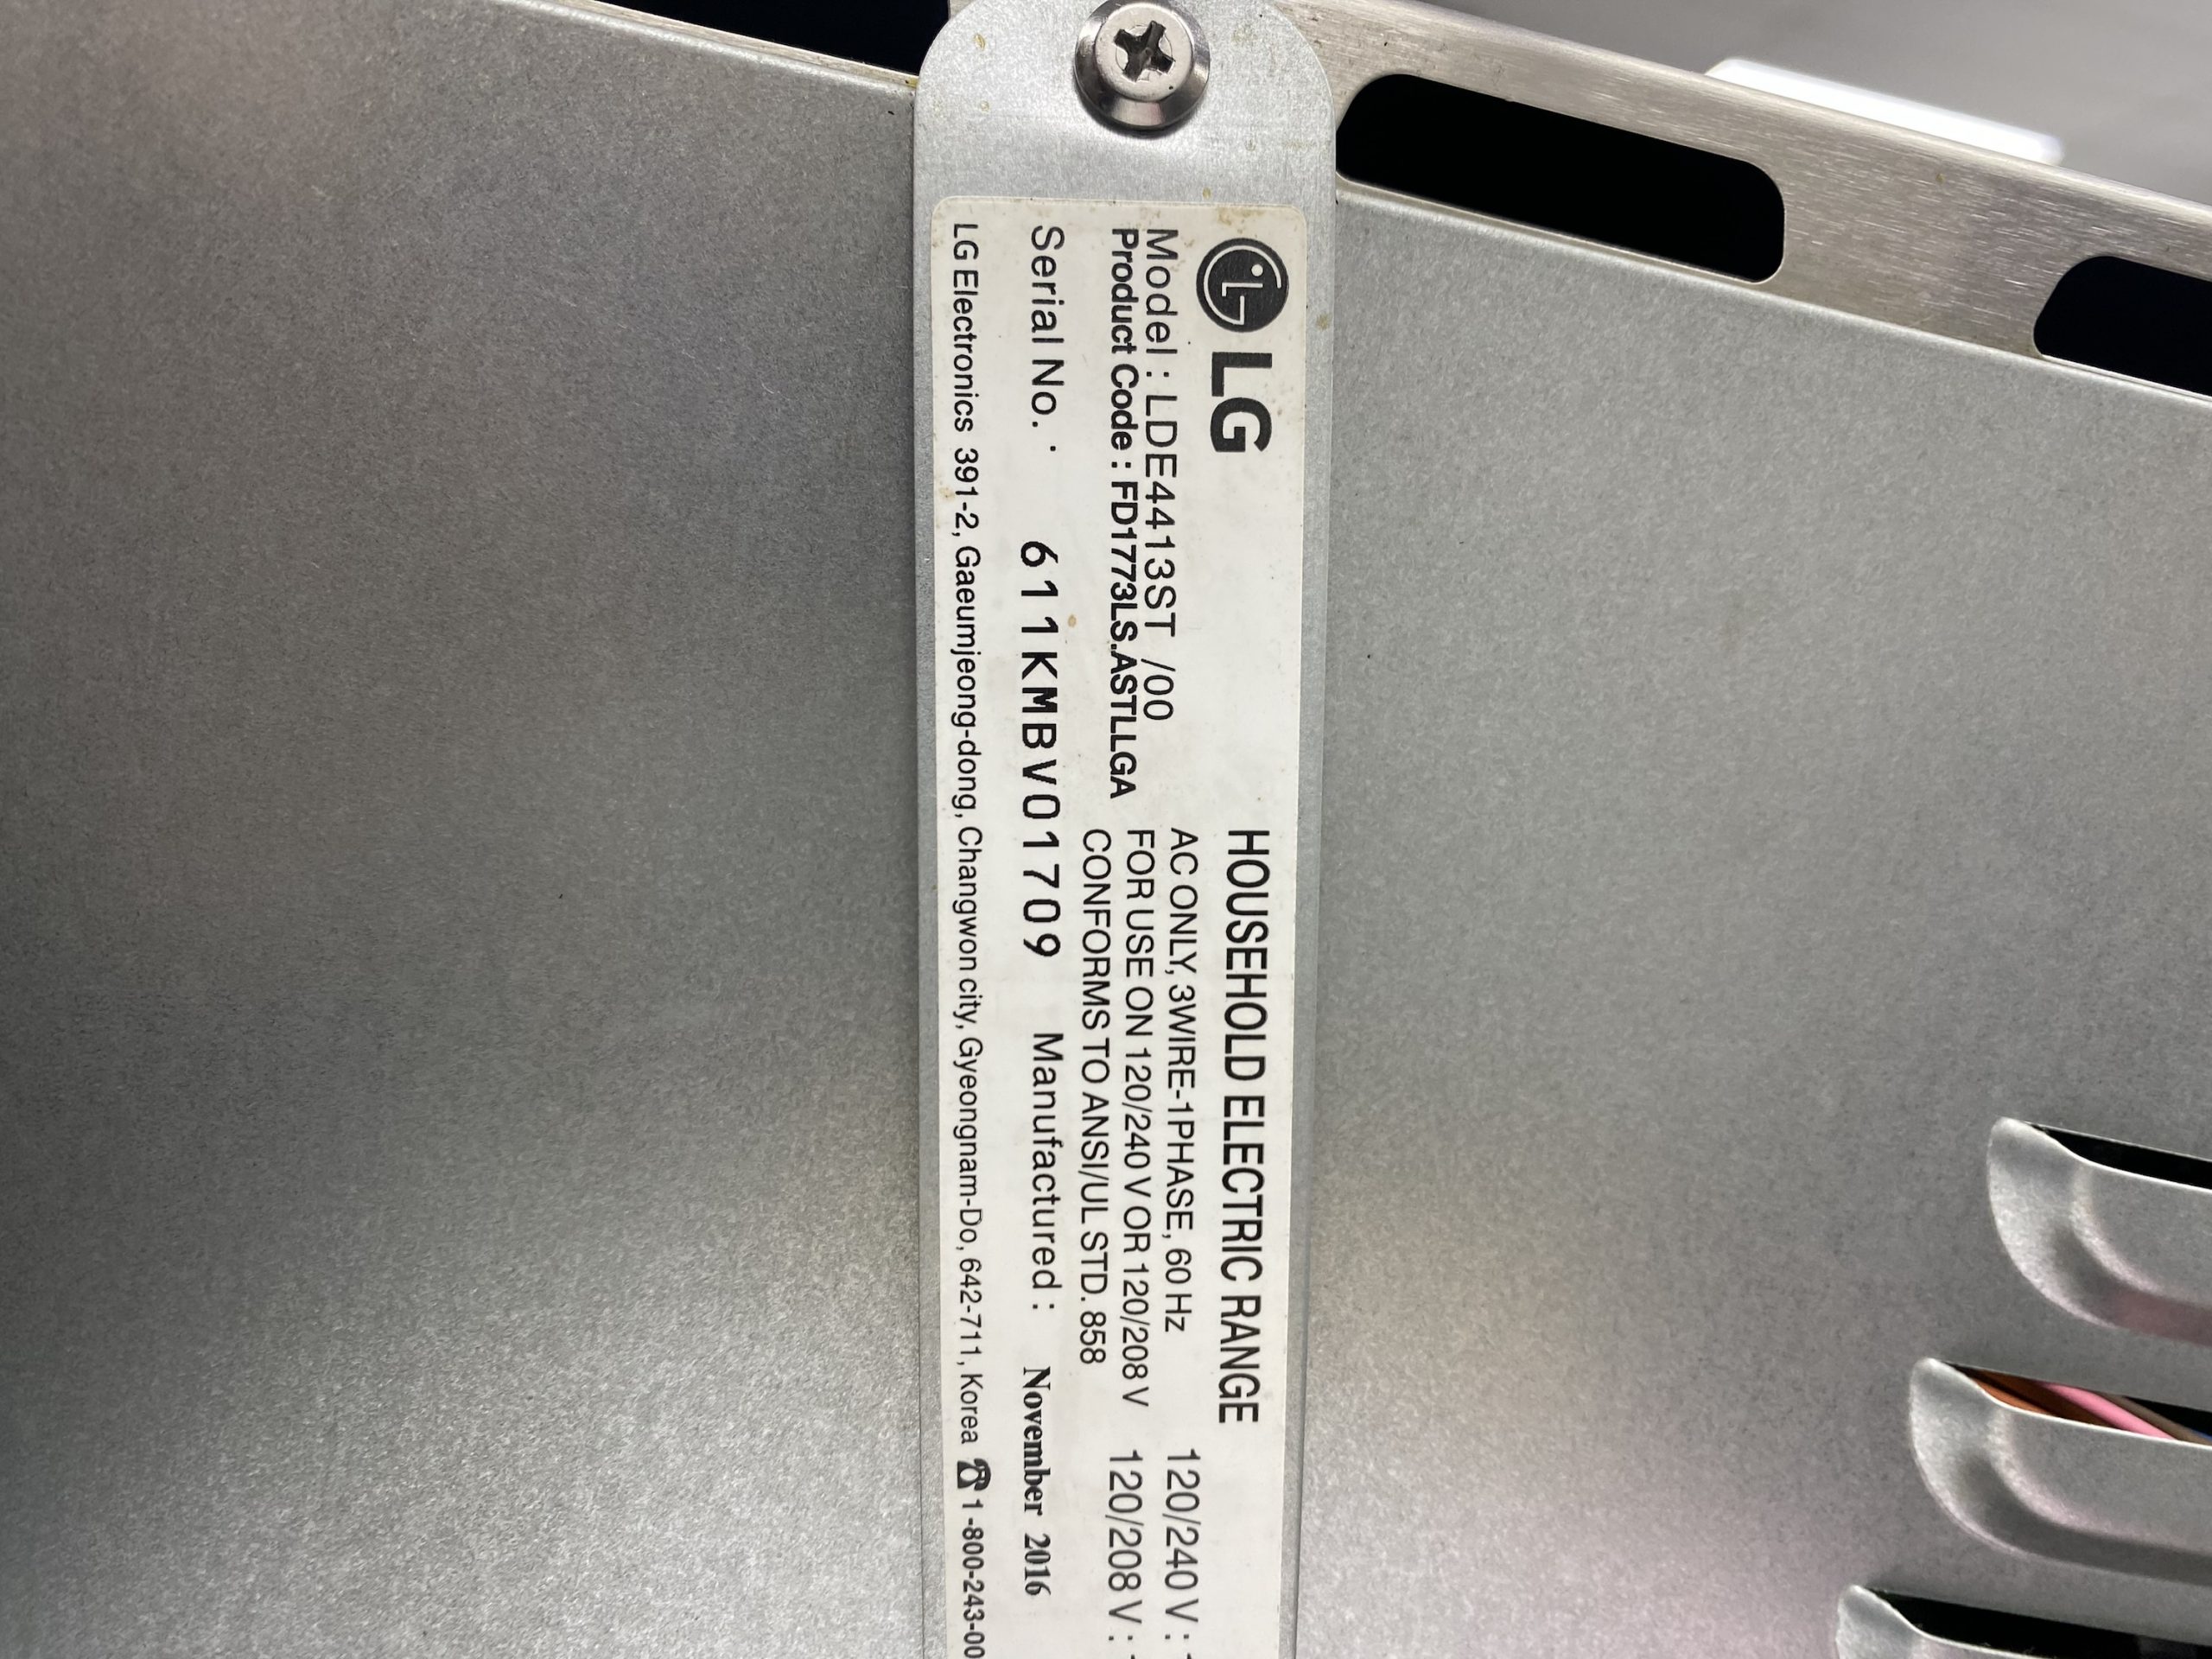 LG
HOUSEHOLD ELECTRIC RANGE
Model : LDE4413ST /00
Product Code : FD1773LS.ASTLLGA
AC ONLY, 3WIRE-1PHASE, 60 Hz
FOR USE ON 120/240 V OR 120/208 V
CONFORMS TO ANSI/UL STD. 858
120/240 V :
120/208 V :
Serial No. : 611KMBV01709 Manufactured : November 2016
LG Electronics 391-2, Gaeumjeong-dong, Changwon city, Gyeongnam-Do, 642-711, Korea ☎ 1-800-243-00